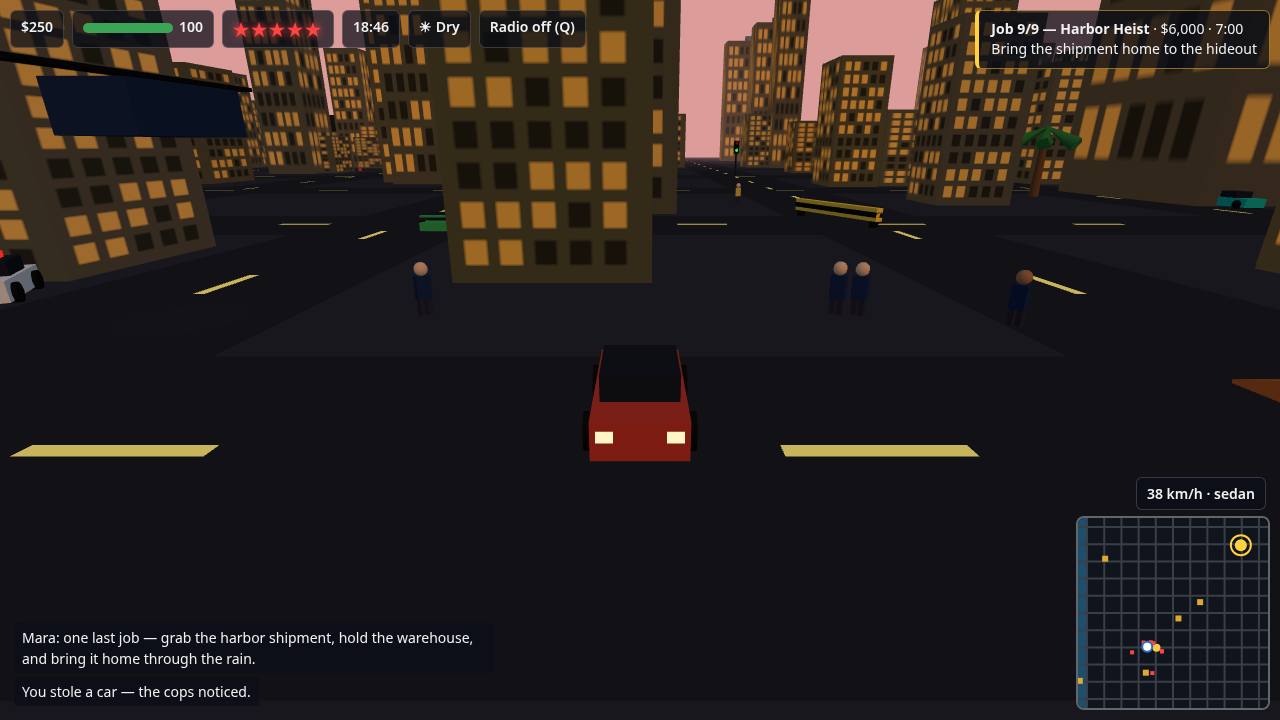 $250
100
★★★★★
18:46
☀ Dry
Radio off (Q)
Job 9/9 — Harbor Heist · $6,000 · 7:00
Bring the shipment home to the hideout
38 km/h · sedan
Mara: one last job — grab the harbor shipment, hold the warehouse,
and bring it home through the rain.
You stole a car — the cops noticed.